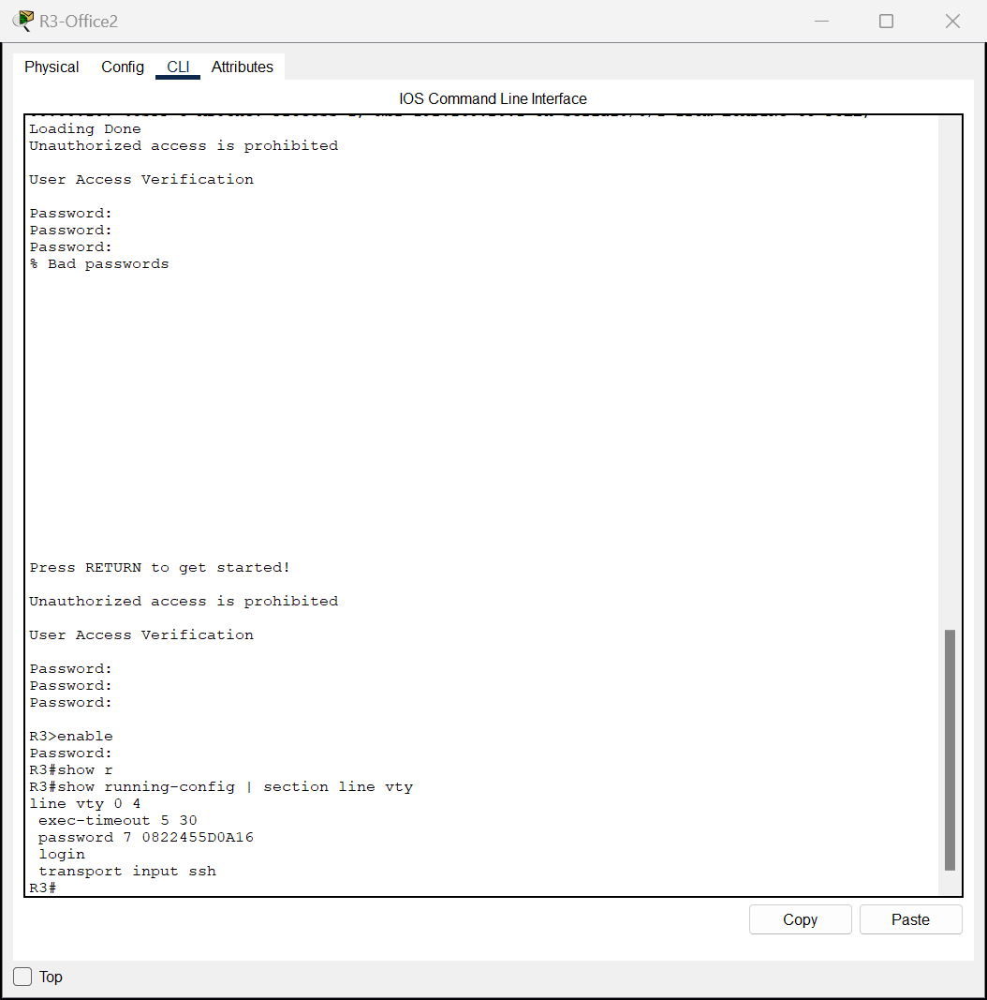 R3-Office2
Physical Config CLI Attributes
IOS Command Line Interface
Loading Done
Unauthorized access is prohibited
User Access Verification
Password:
Password:
Password:
% Bad passwords
Press RETURN to get started!
Unauthorized access is prohibited
User Access Verification
Password:
Password:
Password:
R3>enable
Password:
R3#show r
R3#show running-config | section line vty
line vty 0 4
exec-timeout 5 30
password 7 0822455D0A16
login
transport input ssh
R3#
Copy Paste
Top